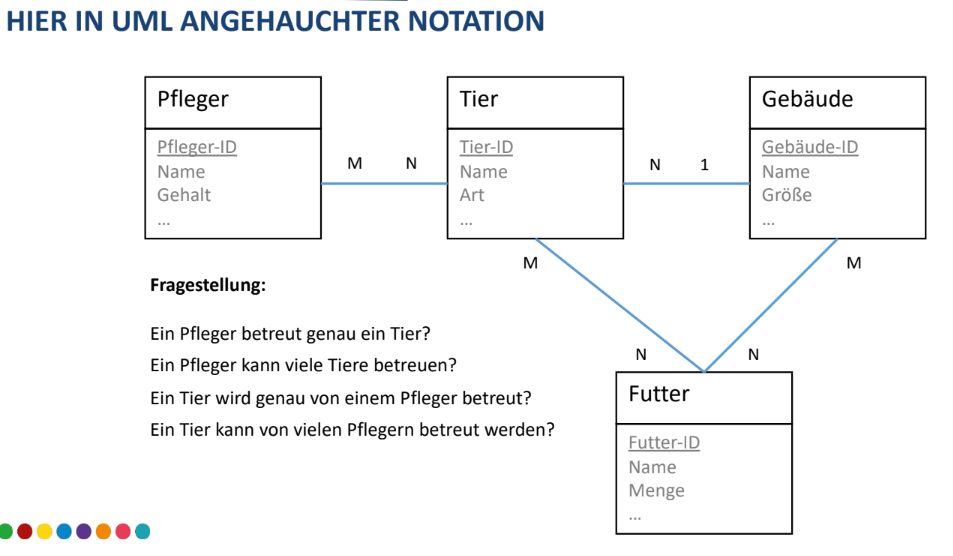 HIER IN UML ANGEHAUCHTER NOTATION
Pfleger
Pfleger-ID
Name
Gehalt
...
M N
Tier
Tier-ID
Name
Art
...
N 1
Gebäude
Gebäude-ID
Name
Größe
...
M
M
Fragestellung:
Ein Pfleger betreut genau ein Tier?
Ein Pfleger kann viele Tiere betreuen?
Ein Tier wird genau von einem Pfleger betreut?
Ein Tier kann von vielen Pflegern betreut werden?
N
N
Futter
Futter-ID
Name
Menge
...